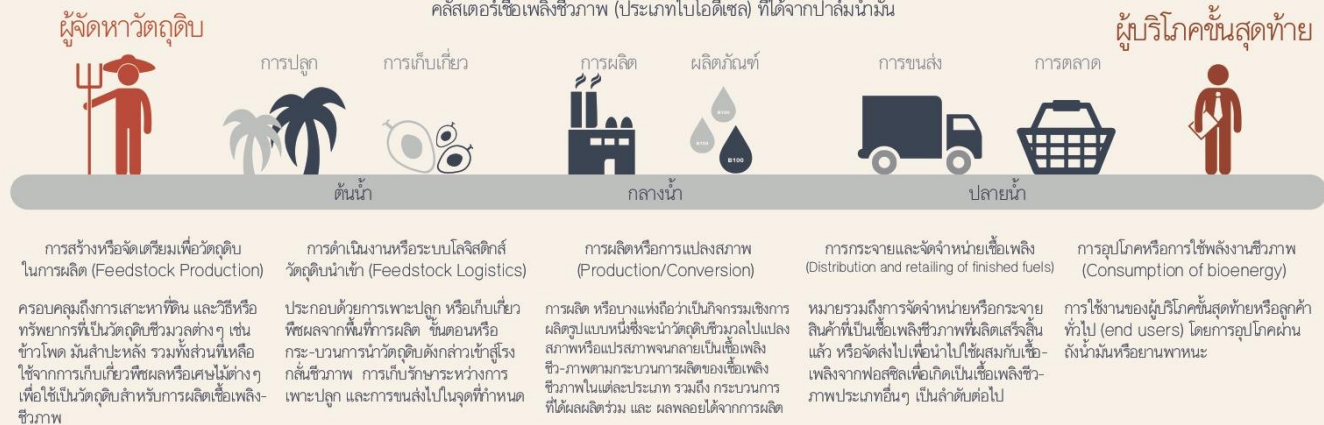 คลัสเตอร์เชื้อเพลิงชีวภาพ (ประเภทไบโอดีเซล) ที่ได้จากปาล์มน้ำมัน
ผู้จัดหาวัตถุดิบ
ผู้บริโภคขั้นสุดท้าย
การปลูก
การเก็บเกี่ยว
การผลิต
ผลิตภัณฑ์
การขนส่ง
การตลาด
B100
B100
B100
ต้นน้ำ
กลางน้ำ
ปลายน้ำ
การสร้างหรือจัดเตรียมเพื่อวัตถุดิบ
ในการผลิต (Feedstock Production)
ครอบคลุมถึงการเสาะหาที่ดิน และวิธีหรือ
ทรัพยากรที่เป็นวัตถุดิบชีวมวลต่างๆ เช่น
ข้าวโพด มันสำปะหลัง รวมทั้งส่วนที่เหลือ
ใช้จากการเก็บเกี่ยวพืชผลหรือเศษไม้ต่างๆ
เพื่อใช้เป็นวัตถุดิบสำหรับการผลิตเชื้อเพลิง-
ชีวภาพ
การดำเนินงานหรือระบบโลจิสติกส์
วัตถุดิบนำเข้า (Feedstock Logistics)
ประกอบด้วยการเพาะปลูก หรือเก็บเกี่ยว
พืชผลจากพื้นที่การผลิต ขั้นตอนหรือ
กระ-บวนการนำวัตถุดิบดังกล่าวเข้าสู่โรง
กลั่นชีวภาพ การเก็บรักษาระหว่างการ
เพาะปลูก และการขนส่งไปในจุดที่กำหนด
การผลิตหรือการแปลงสภาพ
(Production/Conversion)
การผลิต หรือบางแห่งถือว่าเป็นกิจกรรมเชิงการ
ผลิตรูปแบบหนึ่งซึ่งจะนำวัตถุดิบชีวมวลไปแปลง
สภาพหรือแปรสภาพจนกลายเป็นเชื้อเพลิง
ชีว-ภาพตามกระบวนการผลิตของเชื้อเพลิง
ชีวภาพในแต่ละประเภท รวมถึง กระบวนการ
ที่ได้ผลผลิตร่วม และ ผลพลอยได้จากการผลิต
การกระจายและจัดจำหน่ายเชื้อเพลิง
(Distribution and retailing of finished fuels)
หมายรวมถึงการจัดจำหน่ายหรือกระจาย
สินค้าที่เป็นเชื้อเพลิงชีวภาพที่ผลิตเสร็จสิ้น
แล้ว หรือจัดส่งไปเพื่อนำไปใช้ผสมกับเชื้อ-
เพลิงจากฟอสซิลเพื่อเกิดเป็นเชื้อเพลิงชีว-
ภาพประเภทอื่นๆ เป็นลำดับต่อไป
การอุปโภคหรือการใช้พลังงานชีวภาพ
(Consumption of bioenergy)
การใช้งานของผู้บริโภคขั้นสุดท้ายหรือลูกค้า
ทั่วไป (end users) โดยการอุปโภคผ่าน
ถังน้ำมันหรือยานพาหนะ